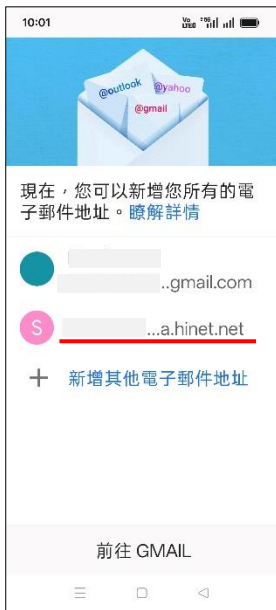 10:01
Vo LTE
@outlook
@yahoo
@gmail
現在，您可以新增您所有的電
子郵件地址。瞭解詳情
..gmail.com
S
...a.hinet.net
新增其他電子郵件地址
前往 GMAIL